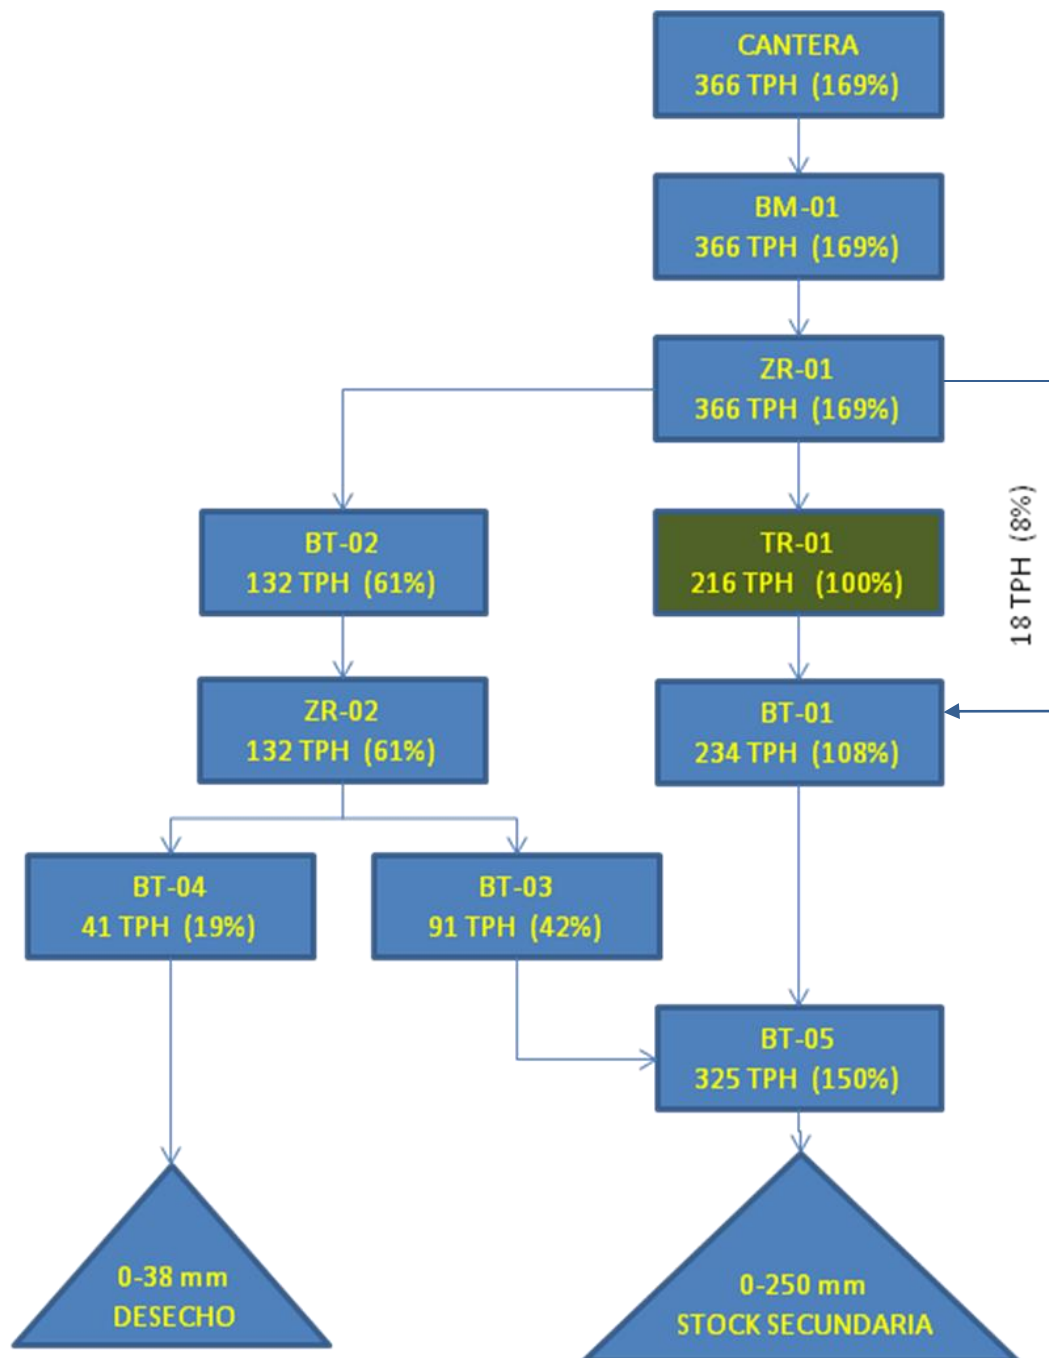 CANTERA
366 TPH (169%)
BM-01
366 TPH (169%)
ZR-01
366 TPH (169%)
BT-02
132 TPH (61%)
TR-01
216 TPH (100%)
18 TPH (8%)
ZR-02
132 TPH (61%)
BT-01
234 TPH (108%)
BT-04
41 TPH (19%)
BT-03
91 TPH (42%)
BT-05
325 TPH (150%)
0-38 mm
DESECHO
0-250 mm
STOCK SECUNDARIA